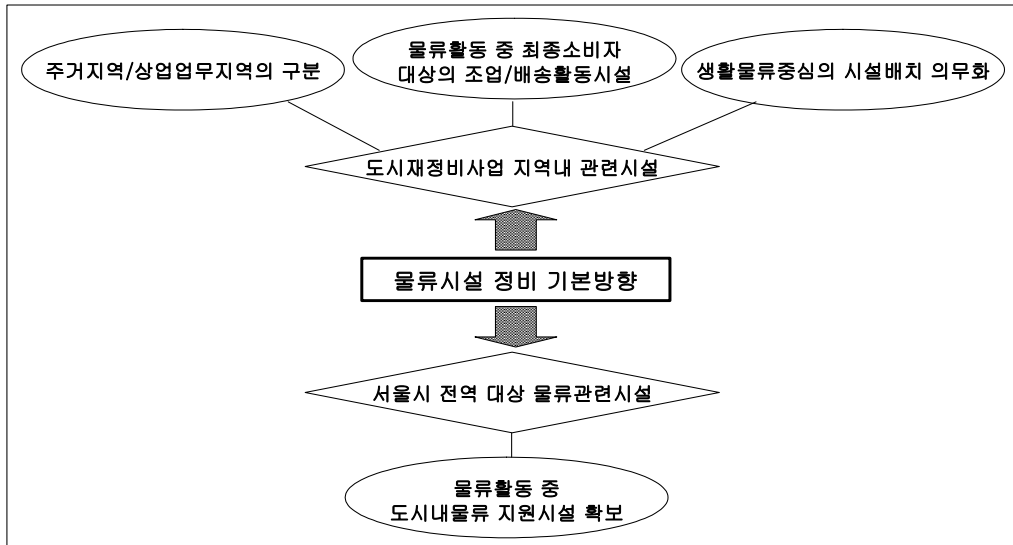 주거지역/상업업무지역의 구분
물류활동 중 최종소비자
대상의 조업/배송활동시설
생활물류중심의 시설배치 의무화
도시재정비사업 지역내 관련시설
물류시설 정비 기본방향
서울시 전역 대상 물류관련시설
물류활동 중
도시내물류 지원시설 확보